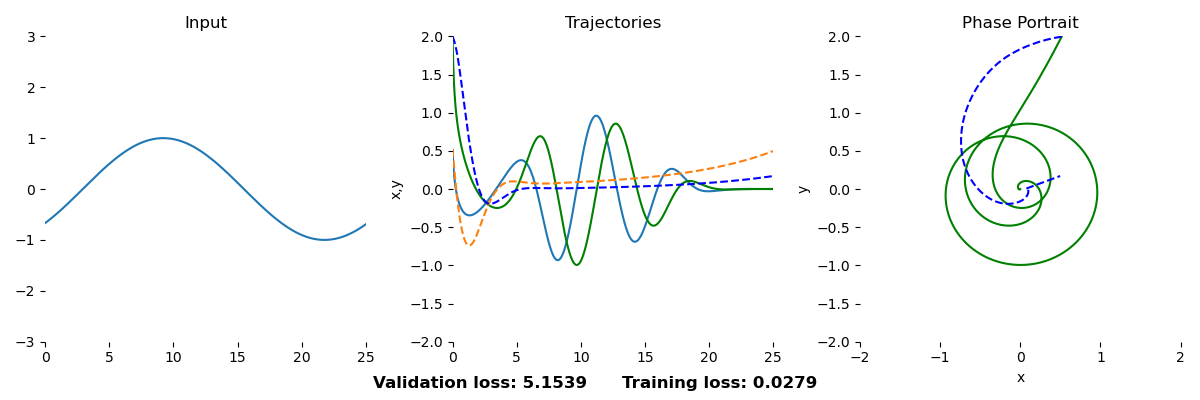 Input
3
2
1
0
−1
−2
−3
0 5 10 15 20 25
Trajectories
x,y
2.0
1.5
1.0
0.5
0.0
−0.5
−1.0
−1.5
−2.0
0 5 10 15 20 25
Phase Portrait
y
2.0
1.5
1.0
0.5
0.0
−0.5
−1.0
−1.5
−2.0
−2 −1 0 1 2
x
Validation loss: 5.1539 Training loss: 0.0279